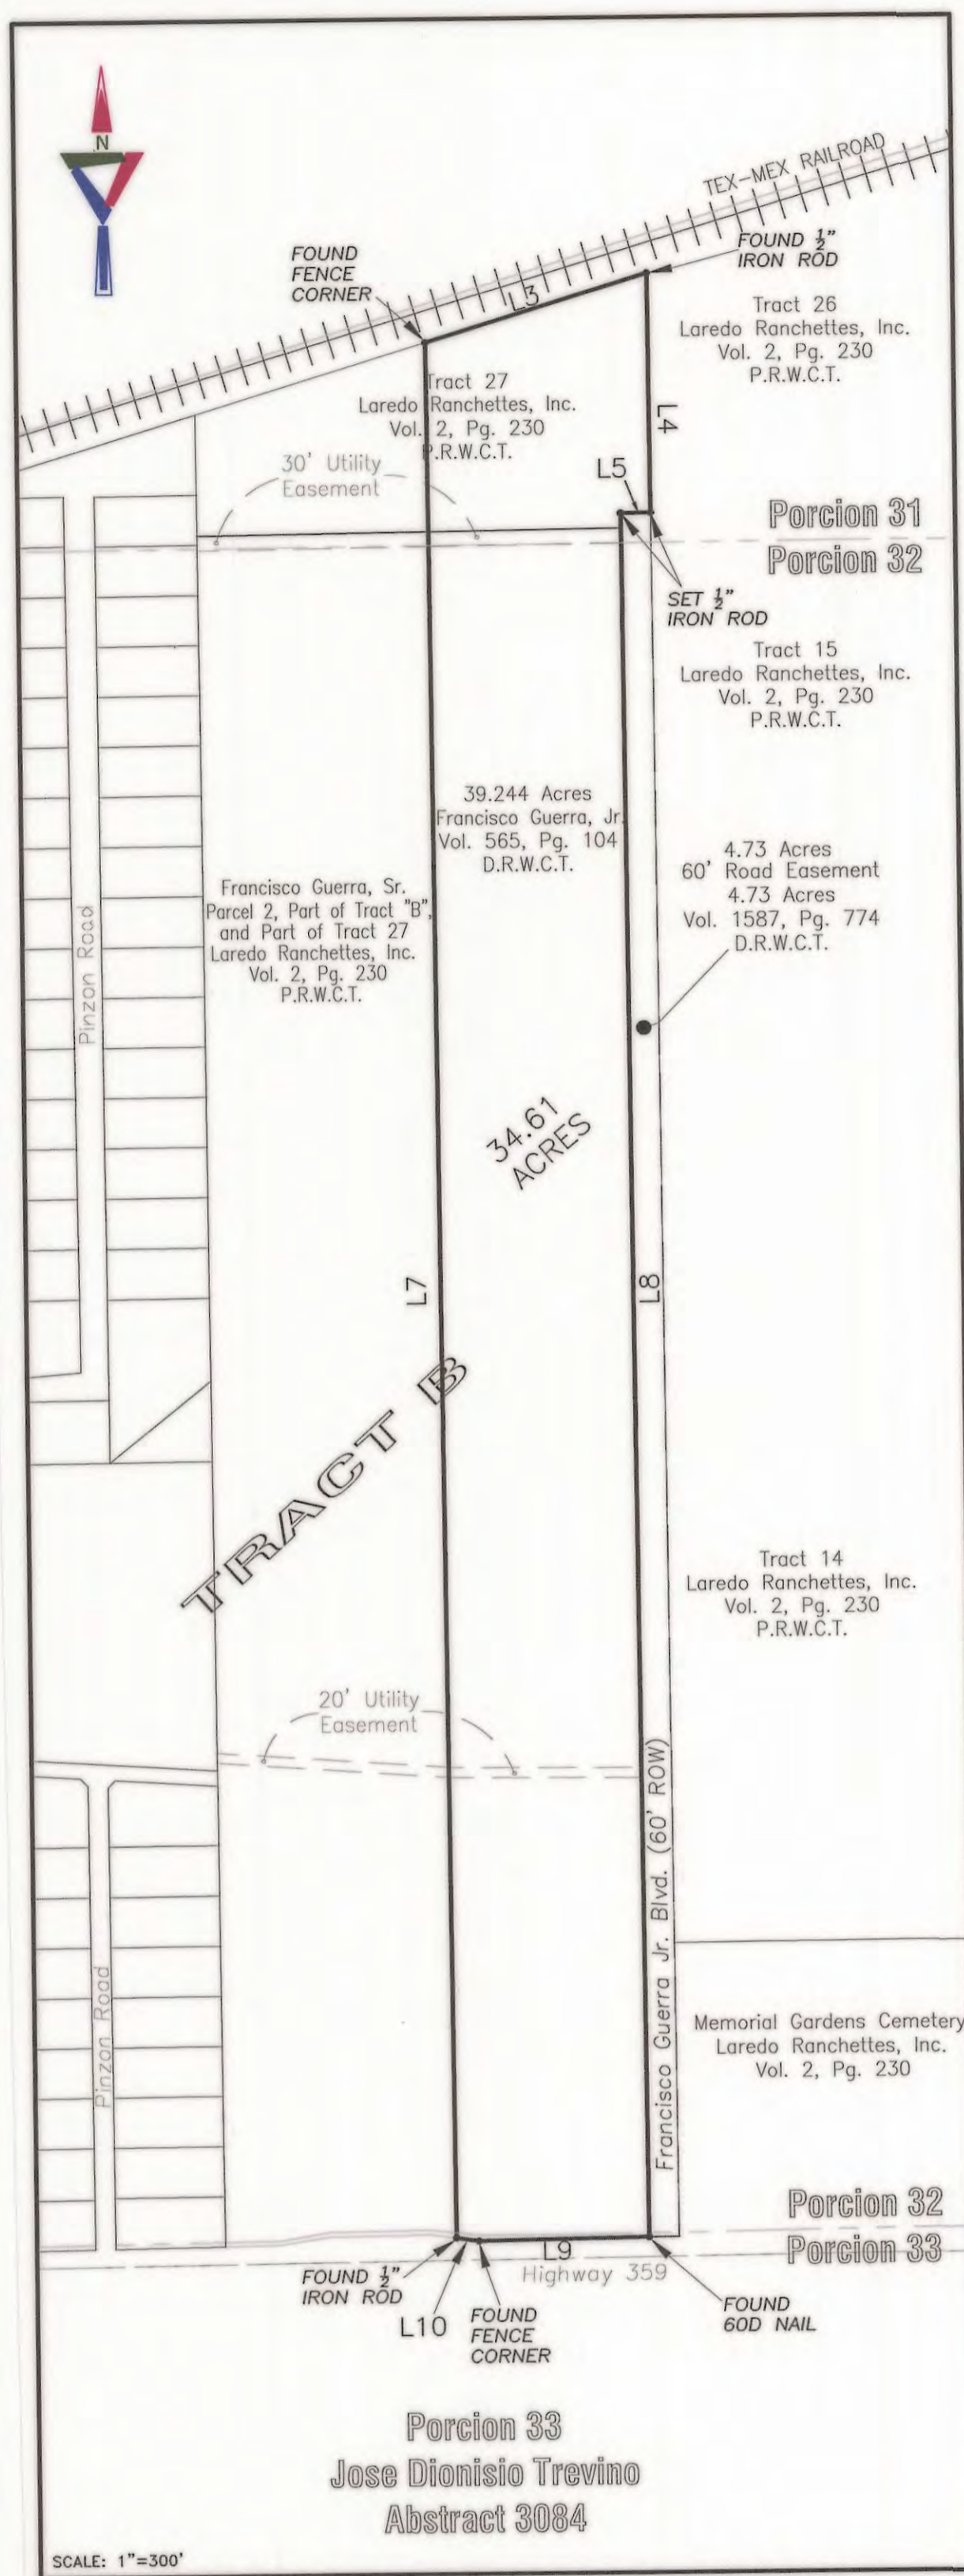 N
TEX-MEX RAILROAD
FOUND
FENCE
CORNER
FOUND ½"
IRON ROD
L3
Tract 26
Laredo Ranchettes, Inc.
Vol. 2, Pg. 230
P.R.W.C.T.
Tract 27
Laredo Ranchettes, Inc.
Vol. 2, Pg. 230
P.R.W.C.T.
L4
30' Utility
Easement
L5
Porcion 31
Porcion 32
SET ½"
IRON ROD
Tract 15
Laredo Ranchettes, Inc.
Vol. 2, Pg. 230
P.R.W.C.T.
39.244 Acres
Francisco Guerra, Jr.
Vol. 565, Pg. 104
D.R.W.C.T.
4.73 Acres
60' Road Easement
4.73 Acres
Vol. 1587, Pg. 774
D.R.W.C.T.
Francisco Guerra, Sr.
Parcel 2, Part of Tract "B",
and Part of Tract 27
Laredo Ranchettes, Inc.
Vol. 2, Pg. 230
P.R.W.C.T.
Pinzon Road
34.61
ACRES
L7
L8
TRACT B
Tract 14
Laredo Ranchettes, Inc.
Vol. 2, Pg. 230
P.R.W.C.T.
20' Utility
Easement
Francisco Guerra Jr. Blvd. (60' ROW)
Pinzon Road
Memorial Gardens Cemetery
Laredo Ranchettes, Inc.
Vol. 2, Pg. 230
Porcion 32
Porcion 33
L9
Highway 359
FOUND ½"
IRON ROD
L10
FOUND
FENCE
CORNER
FOUND
60D NAIL
Porcion 33
Jose Dionisio Trevino
Abstract 3084
SCALE: 1"=300'